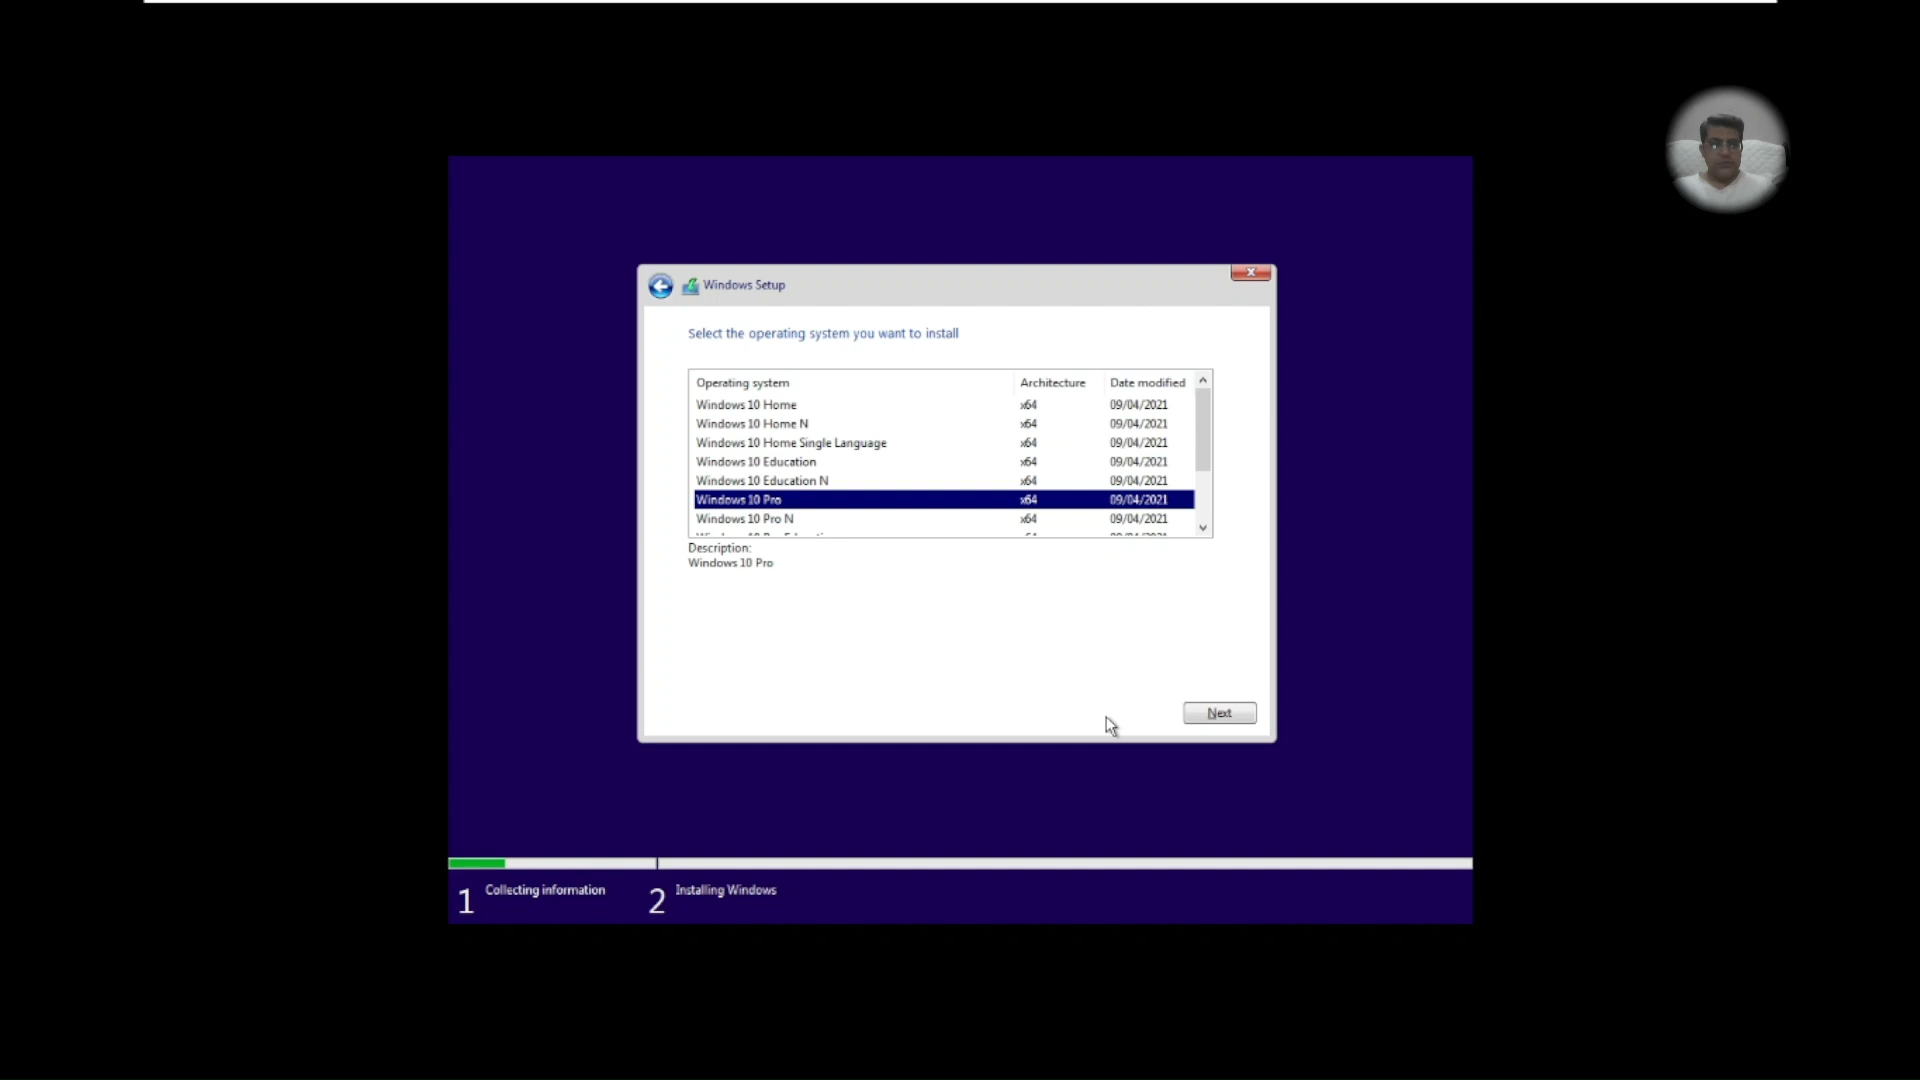 Windows Setup
Select the operating system you want to install
Operating system Architecture Date modified
Windows 10 Home x64 09/04/2021
Windows 10 Home N x64 09/04/2021
Windows 10 Home Single Language x64 09/04/2021
Windows 10 Education x64 09/04/2021
Windows 10 Education N x64 09/04/2021
Windows 10 Pro x64 09/04/2021
Windows 10 Pro N x64 09/04/2021
Description:
Windows 10 Pro
Next
1 Collecting information 2 Installing Windows